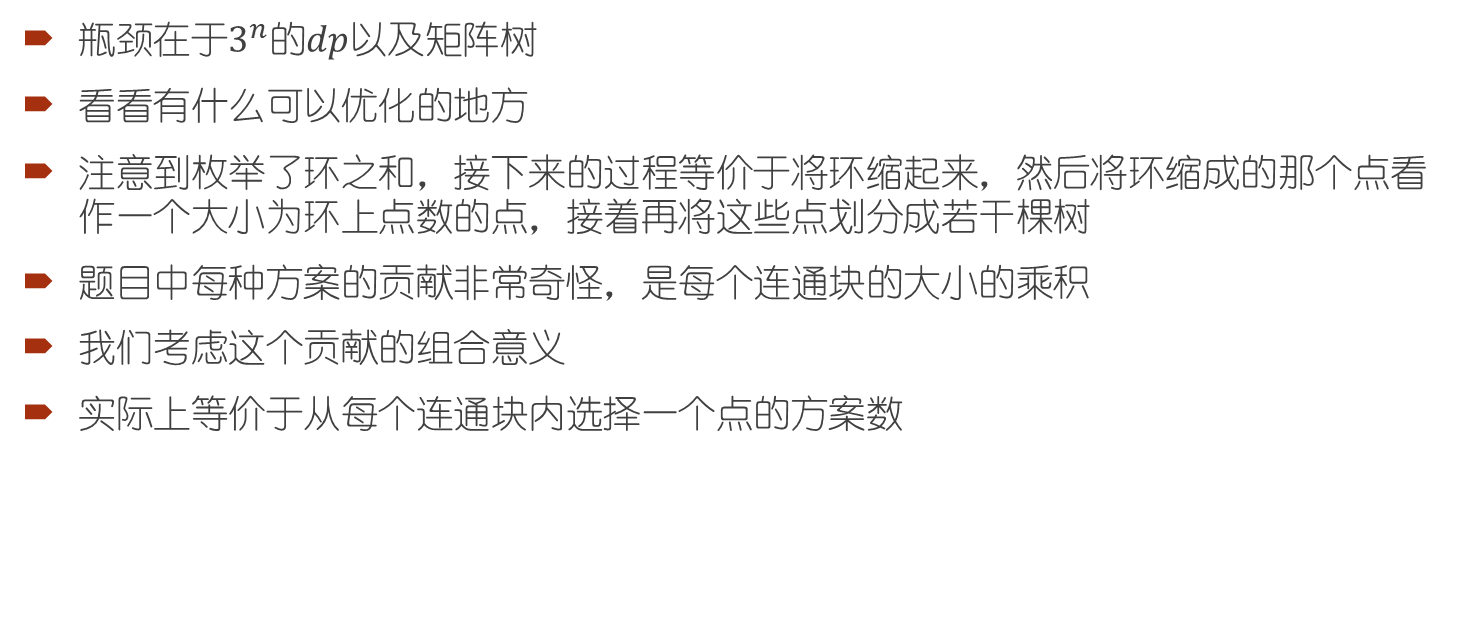 瓶颈在于3ⁿ的dp以及矩阵树
看看有什么可以优化的地方
注意到枚举了环之和，接下来的过程等价于将环缩起来，然后将环缩成的那个点看
作一个大小为环上点数的点，接着再将这些点划分成若干棵树
题目中每种方案的贡献非常奇怪，是每个连通块的大小的乘积
我们考虑这个贡献的组合意义
实际上等价于从每个连通块内选择一个点的方案数